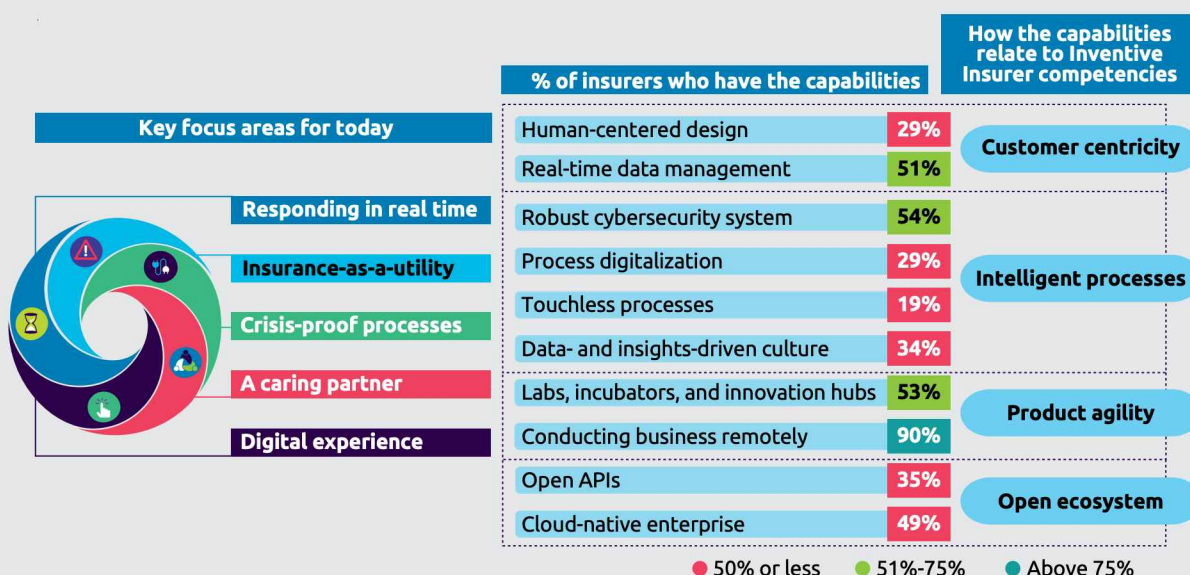 How the capabilities
relate to Inventive
Insurer competencies
% of insurers who have the capabilities
Key focus areas for today
Responding in real time
Insurance-as-a-utility
Crisis-proof processes
A caring partner
Digital experience
Human-centered design 29%
Real-time data management 51%
Customer centricity
Robust cybersecurity system 54%
Process digitalization 29%
Touchless processes 19%
Data- and insights-driven culture 34%
Intelligent processes
Labs, incubators, and innovation hubs 53%
Conducting business remotely 90%
Product agility
Open APIs 35%
Cloud-native enterprise 49%
Open ecosystem
50% or less 51%-75% Above 75%